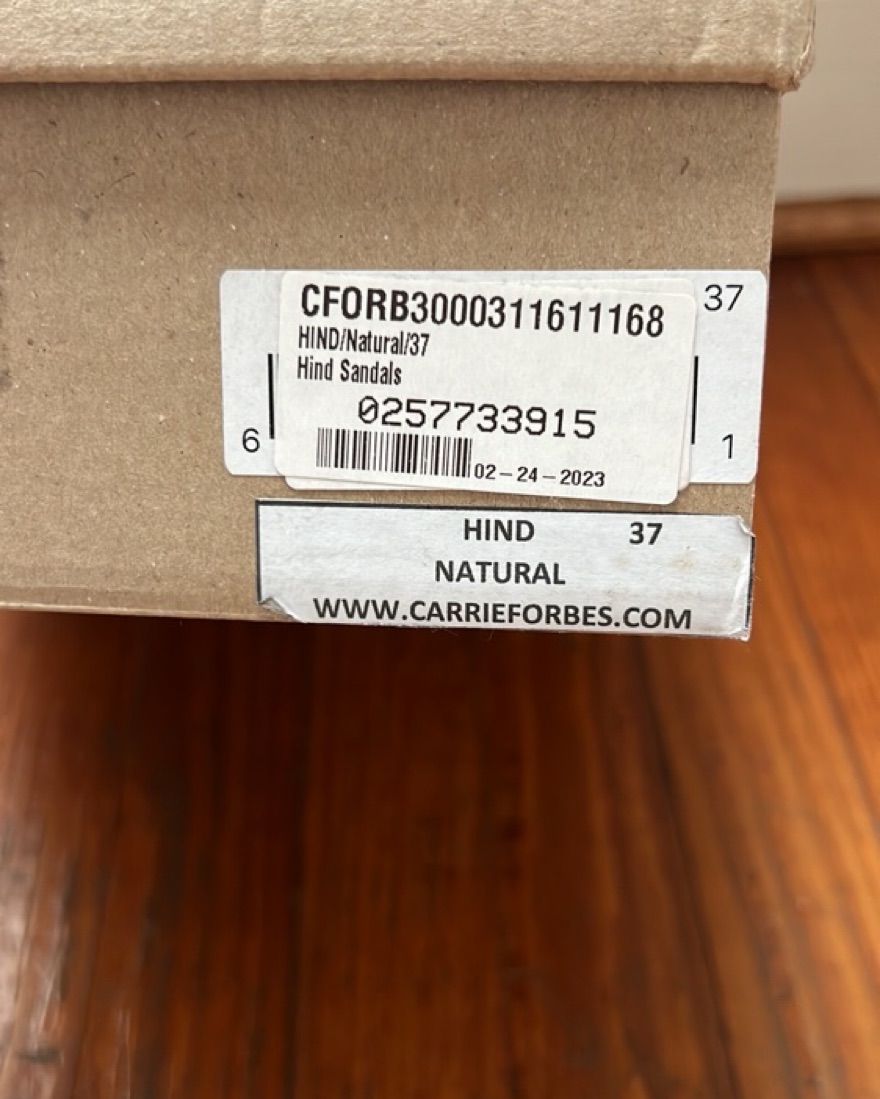 CFORB3000311611168
37
HIND/Natural/37
Hind Sandals
0257733915
6
1
02-24-2023
HIND 37
NATURAL
WWW.CARRIEFORBES.COM